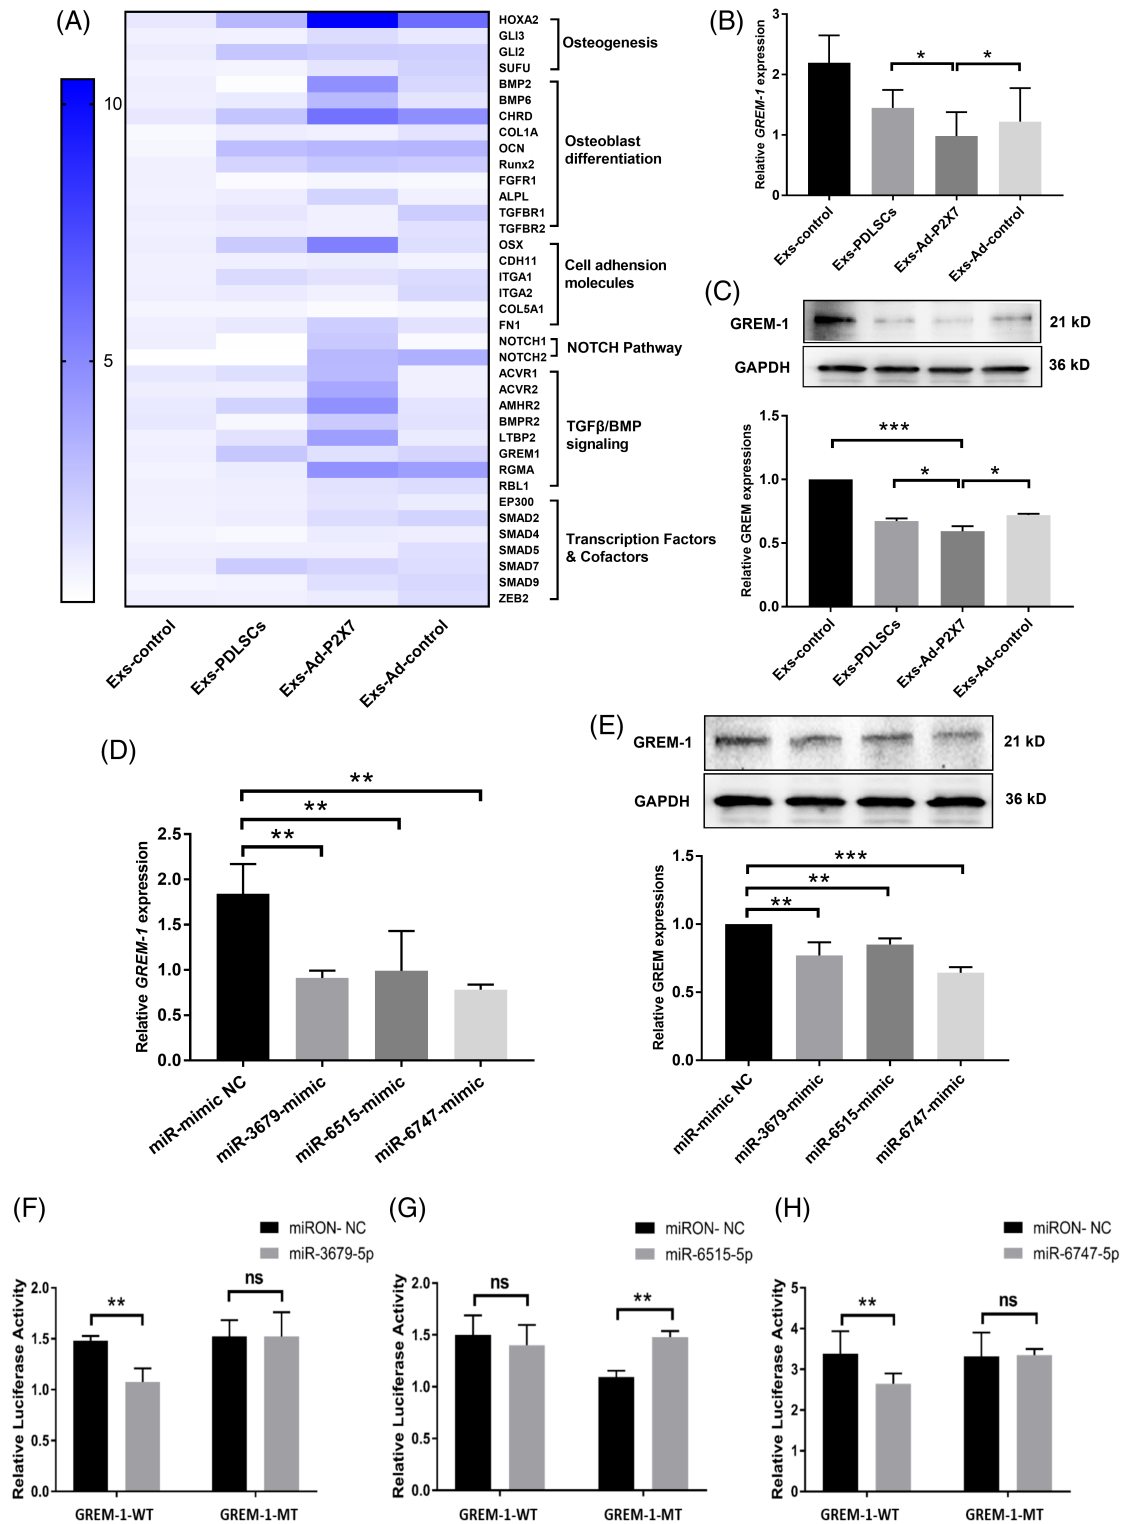 (A)
HOXA2
GLI3
GLI2
SUFU
BMP2
BMP6
CHRD
COL1A
OCN
Runx2
FGFR1
ALPL
TGFBR1
TGFBR2
OSX
CDH11
ITGA1
ITGA2
COL5A1
FN1
NOTCH1
NOTCH2
ACVR1
ACVR2
AMHR2
BMPR2
LTBP2
GREM1
RGMA
RBL1
EP300
SMAD2
SMAD4
SMAD5
SMAD7
SMAD9
ZEB2
Osteogenesis
Osteoblast
differentiation
Cell adhension
molecules
NOTCH Pathway
TGFβ/BMP
signaling
Transcription Factors
& Cofactors
10
5
Exs-control
Exs-PDLSCs
Exs-Ad-P2X7
Exs-Ad-control
(B)
Relative GREM-1 expression
3
2
1
0
* *
Exs-control
Exs-PDLSCs
Exs-Ad-P2X7
Exs-Ad-control
(C)
GREM-1 21 kD
GAPDH 36 kD
Relative GREM expressions
1.5
1.0
0.5
0.0
***
* *
Exs-control
Exs-PDLSCs
Exs-Ad-P2X7
Exs-Ad-control
(D)
Relative GREM-1 expression
2.5
2.0
1.5
1.0
0.5
0.0
**
**
**
miR-mimic NC
miR-3679-mimic
miR-6515-mimic
miR-6747-mimic
(E)
GREM-1 21 kD
GAPDH 36 kD
Relative GREM expressions
1.5
1.0
0.5
0.0
***
**
**
miR-mimic NC
miR-3679-mimic
miR-6515-mimic
miR-6747-mimic
(F)
miRON- NC
miR-3679-5p
Relative Luciferase Activity
2.0
1.5
1.0
0.5
0.0
** ns
GREM-1-WT GREM-1-MT
(G)
miRON- NC
miR-6515-5p
Relative Luciferase Activity
2.0
1.5
1.0
0.5
0.0
ns **
GREM-1-WT GREM-1-MT
(H)
miRON- NC
miR-6747-5p
Relative Luciferase Activity
5
4
3
2
1
0
** ns
GREM-1-WT GREM-1-MT